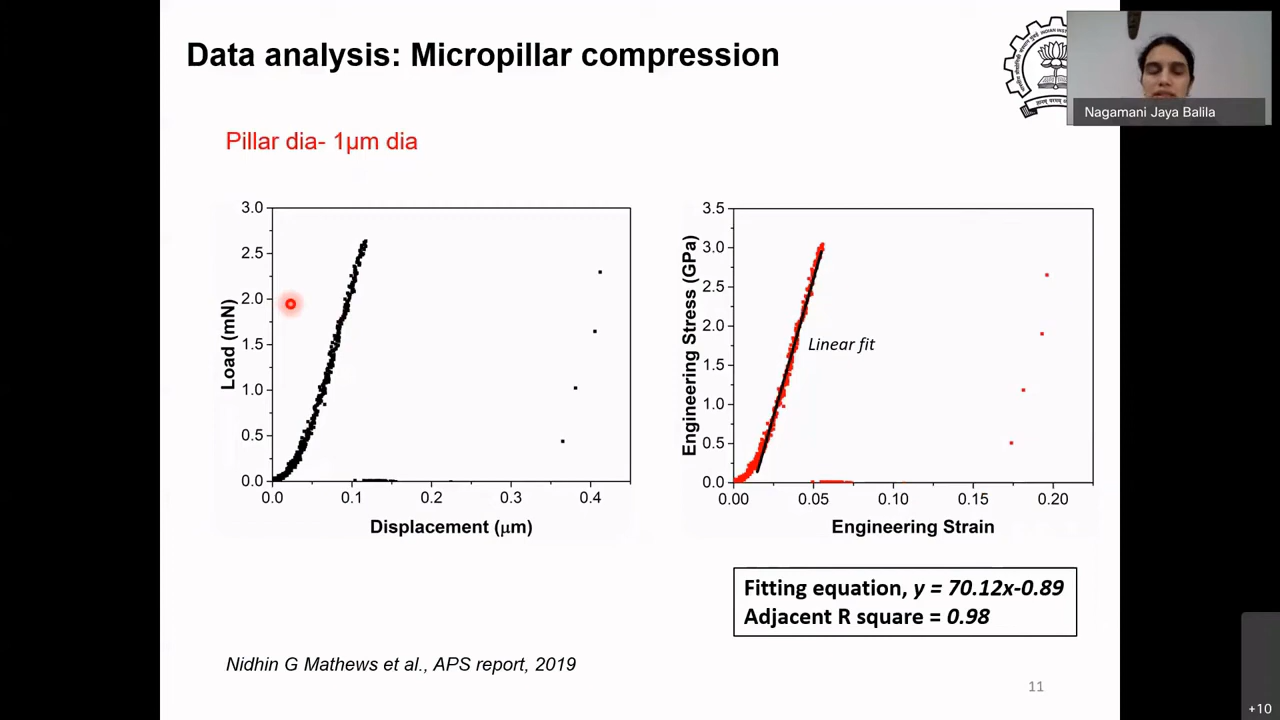 Data analysis: Micropillar compression
Nagamani Jaya Balila
Pillar dia- 1μm dia
3.0
2.5
2.0
1.5
1.0
0.5
0.0
0.0 0.1 0.2 0.3 0.4
Load (mN)
Displacement (μm)
3.5
3.0
2.5
2.0
1.5
1.0
0.5
0.0
0.00 0.05 0.10 0.15 0.20
Engineering Stress (GPa)
Engineering Strain
Linear fit
Fitting equation, y = 70.12x-0.89
Adjacent R square = 0.98
Nidhin G Mathews et al., APS report, 2019
11
+10